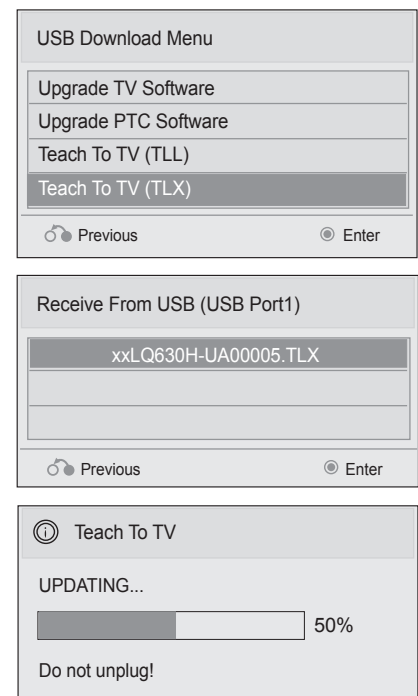 USB Download Menu
Upgrade TV Software
Upgrade PTC Software
Teach To TV (TLL)
Teach To TV (TLX)
Previous
Enter
Receive From USB (USB Port1)
xxLQ630H-UA00005.TLX
Previous
Enter
Teach To TV
UPDATING...
50%
Do not unplug!